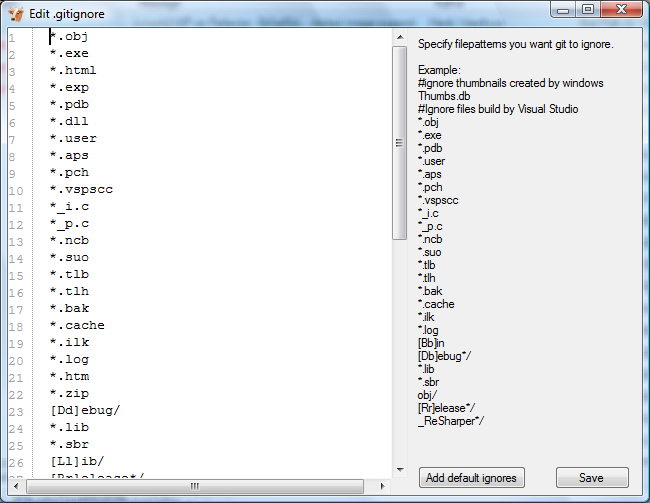 Edit .gitignore
1 *.obj
2 *.exe
3 *.html
4 *.exp
5 *.pdb
6 *.dll
7 *.user
8 *.aps
9 *.pch
10 *.vspscc
11 *_i.c
12 *_p.c
13 *.ncb
14 *.suo
15 *.tlb
16 *.tlh
17 *.bak
18 *.cache
19 *.ilk
20 *.log
21 *.htm
22 *.zip
23 [Dd]ebug/
24 *.lib
25 *.sbr
26 [Ll]ib/
27 [Rr]elease*/
Specify filepatterns you want git to ignore.
Example:
#Ignore thumbnails created by windows
Thumbs.db
#Ignore files build by Visual Studio
*.obj
*.exe
*.pdb
*.user
*.aps
*.pch
*.vspscc
*_i.c
*_p.c
*.ncb
*.suo
*.tlb
*.tlh
*.bak
*.cache
*.ilk
*.log
[Bb]in
[Db]ebug*/
*.lib
*.sbr
obj/
[Rr]elease*/
_ReSharper*/
Add default ignores
Save